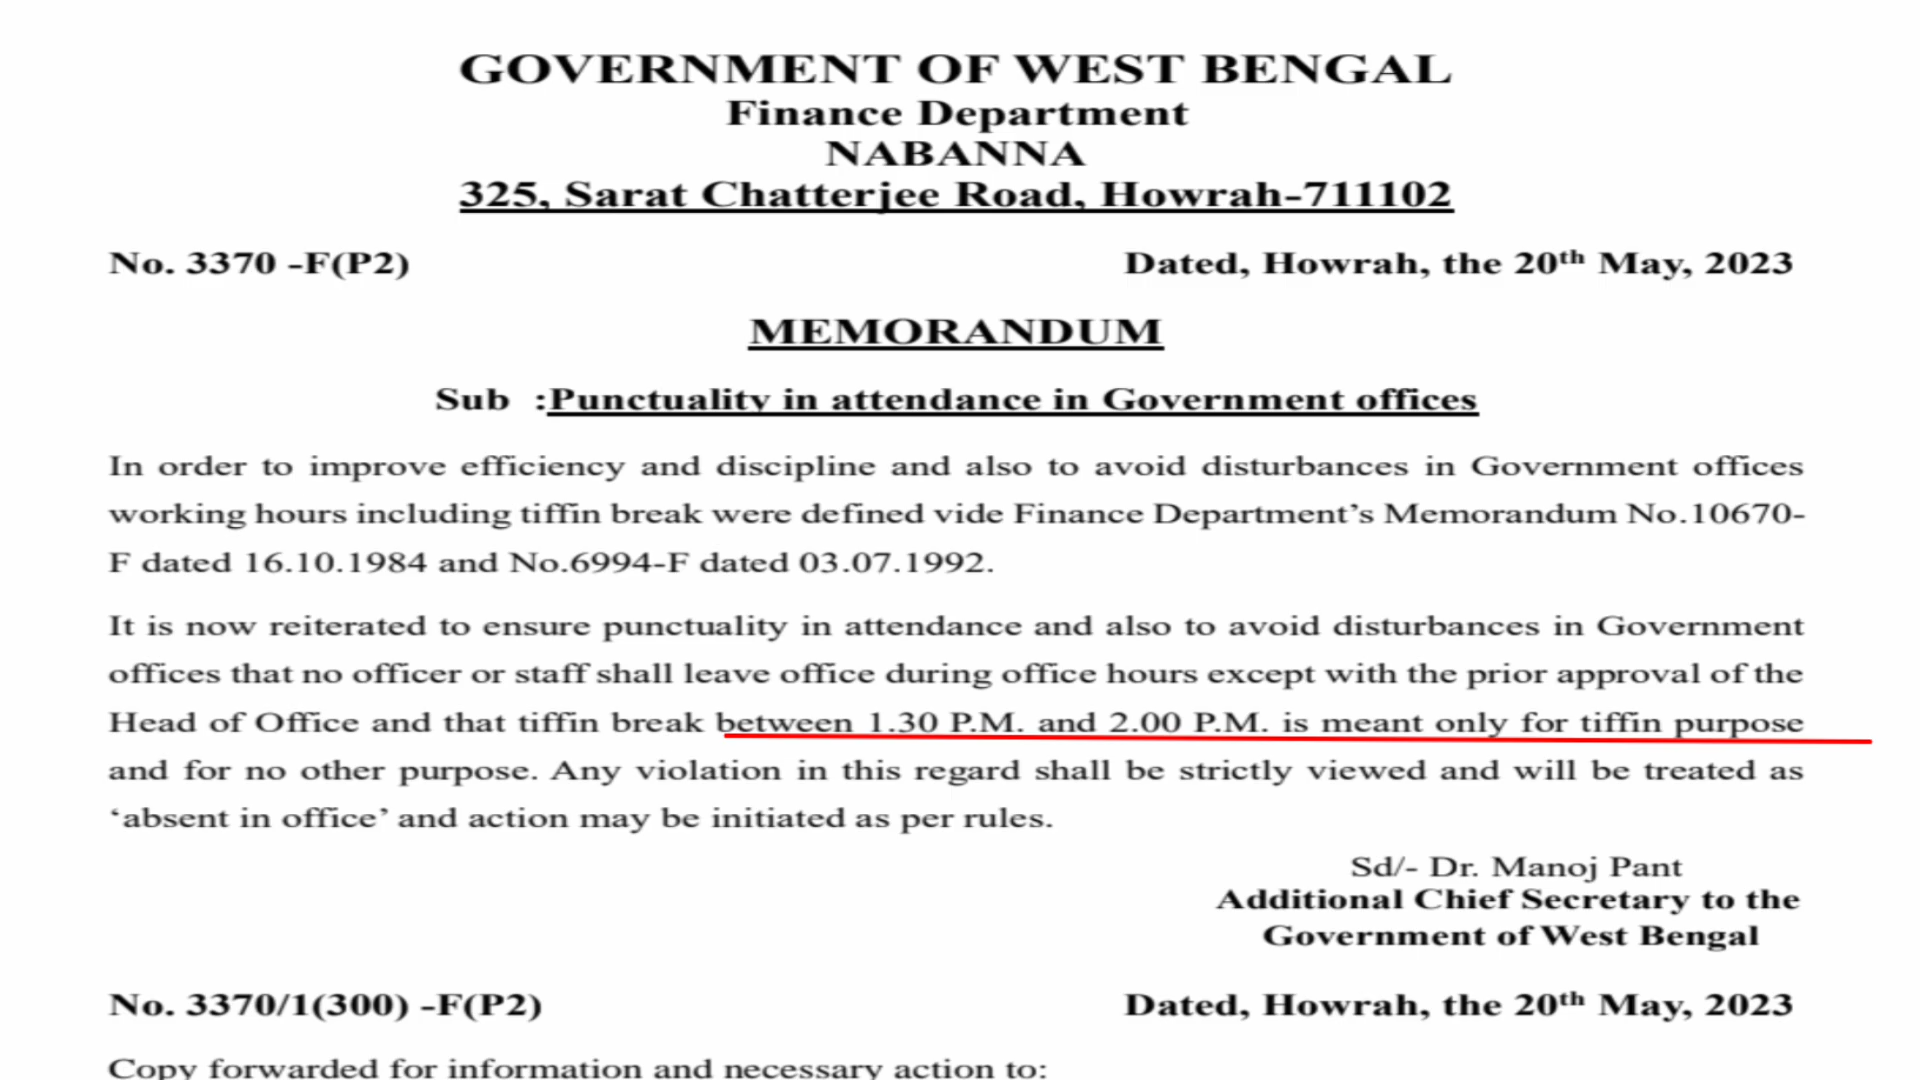 GOVERNMENT OF WEST BENGAL
Finance Department
NABANNA
325, Sarat Chatterjee Road, Howrah-711102
No. 3370 -F(P2) Dated, Howrah, the 20th May, 2023
MEMORANDUM
Sub :Punctuality in attendance in Government offices
In order to improve efficiency and discipline and also to avoid disturbances in Government offices
working hours including tiffin break were defined vide Finance Department’s Memorandum No.10670-
F dated 16.10.1984 and No.6994-F dated 03.07.1992.
It is now reiterated to ensure punctuality in attendance and also to avoid disturbances in Government
offices that no officer or staff shall leave office during office hours except with the prior approval of the
Head of Office and that tiffin break between 1.30 P.M. and 2.00 P.M. is meant only for tiffin purpose
and for no other purpose. Any violation in this regard shall be strictly viewed and will be treated as
‘absent in office’ and action may be initiated as per rules.
Sd/- Dr. Manoj Pant
Additional Chief Secretary to the
Government of West Bengal
No. 3370/1(300) -F(P2) Dated, Howrah, the 20th May, 2023
Copy forwarded for information and necessary action to: